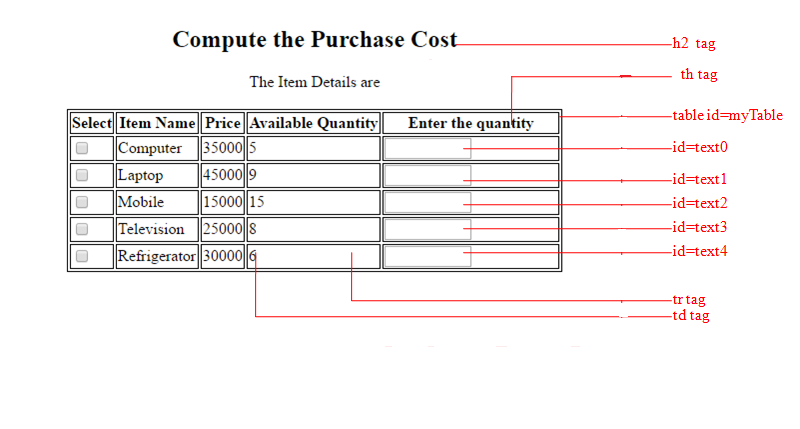 Compute the Purchase Cost
h2 tag
The Item Details are
th tag
Select Item Name Price Available Quantity Enter the quantity
table id=myTable
Computer 35000 5
id=text0
Laptop 45000 9
id=text1
Mobile 15000 15
id=text2
Television 25000 8
id=text3
Refrigerator 30000 6
id=text4
tr tag
td tag